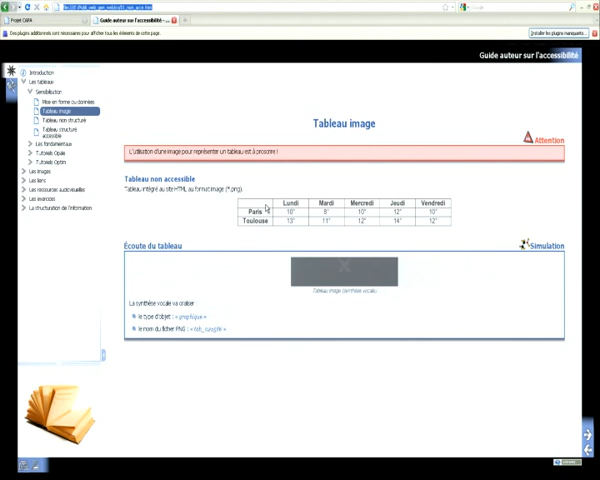 Projet CAPA
Guide auteur sur l'accessibilité - ...
Des plugins additionnels sont nécessaires pour afficher tous les éléments de cette page.
Installer les plugins manquants...
Guide auteur sur l'accessibilité
Introduction
Les tableaux
Sensibilisation
Mise en forme ou données
Tableau image
Tableau non structuré
Tableau structuré
accessible
Les fondamentaux
Tutoriels Opale
Tutoriels Optim
Les images
Les liens
Les ressources audiovisuelles
La structuration de l'information
Tableau image
Attention
L'utilisation d'une image pour représenter un tableau est à proscrire !
Tableau non accessible
Tableau intégré au site HTML au format image (*.png).
Lundi Mardi Mercredi Jeudi Vendredi
Paris 10° 8° 10° 12° 10°
Toulouse 13° 11° 12° 14° 12°
Écoute du tableau
Simulation
Tableau image (synthèse vocale)
La synthèse vocale va oraliser :
le type d'objet : « graphique »
le nom du fichier PNG :